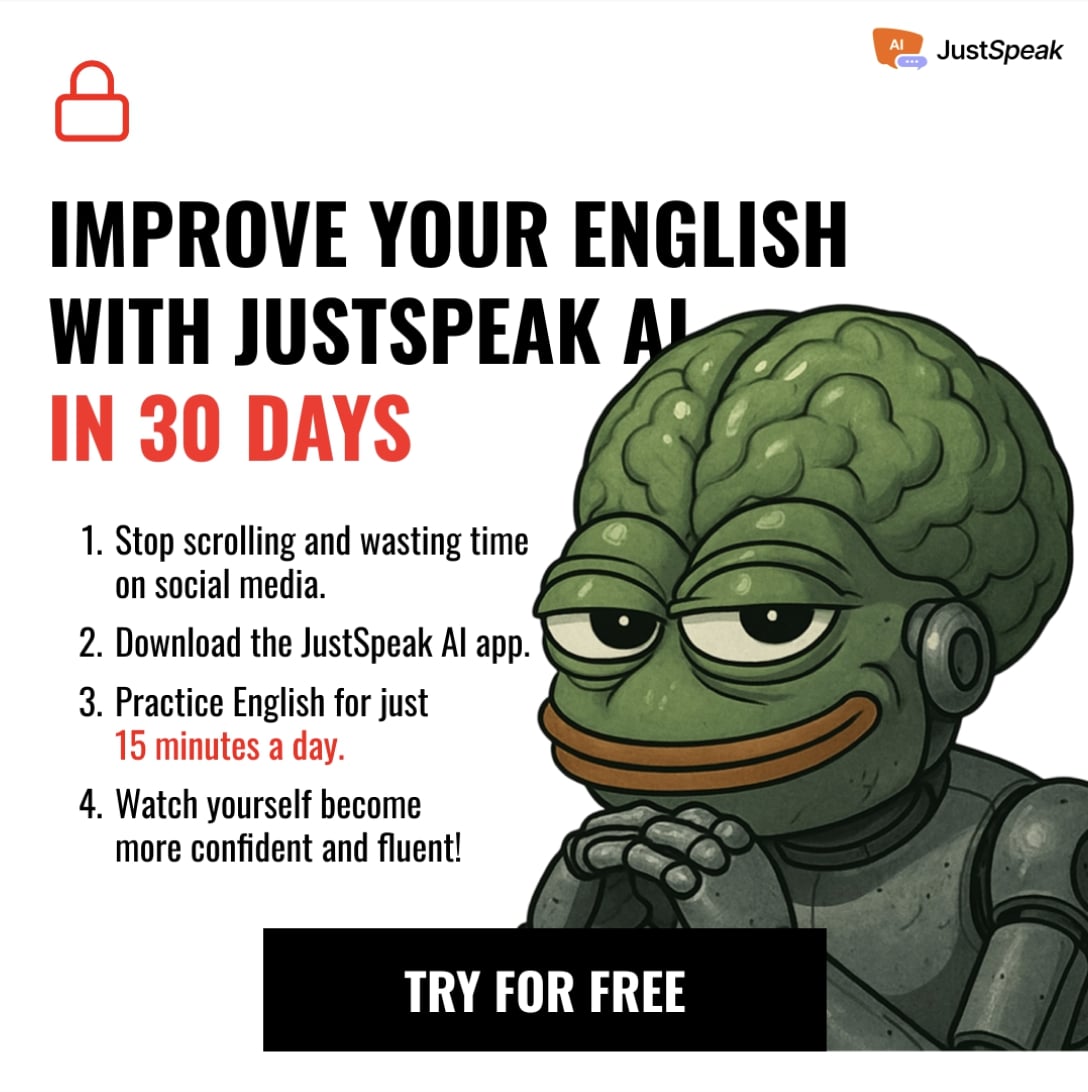 AI JustSpeak
IMPROVE YOUR ENGLISH
WITH JUSTSPEAK AI
IN 30 DAYS
1. Stop scrolling and wasting time
on social media.
2. Download the JustSpeak AI app.
3. Practice English for just
15 minutes a day.
4. Watch yourself become
more confident and fluent!
TRY FOR FREE